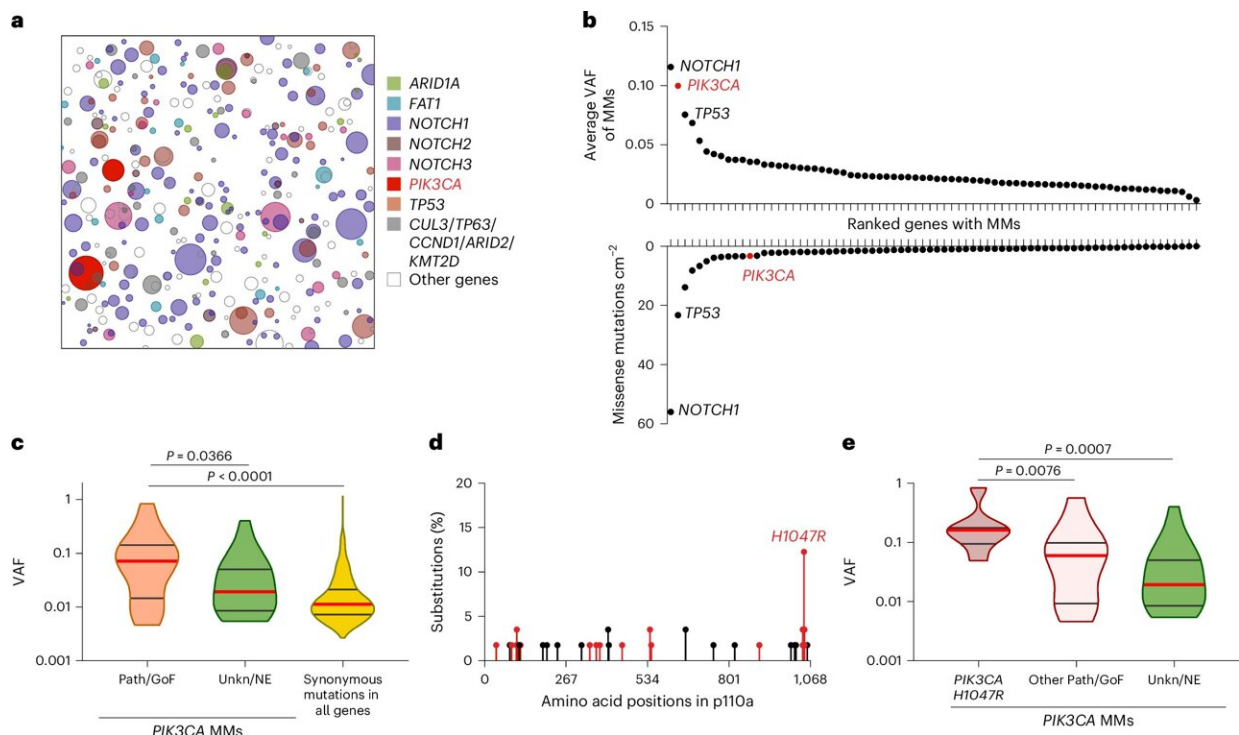 a
ARID1A
FAT1
NOTCH1
NOTCH2
NOTCH3
PIK3CA
TP53
CUL3/TP63/
CCND1/ARID2/
KMT2D
Other genes
b
Average VAF
of MMs
0.15
0.10
0.05
0
NOTCH1
PIK3CA
TP53
Ranked genes with MMs
Missense mutations cm−2
0
20
40
60
PIK3CA
TP53
NOTCH1
c
P = 0.0366
P < 0.0001
VAF
1
0.1
0.01
0.001
Path/GoF
Unkn/NE
Synonymous
mutations in
all genes
PIK3CA MMs
d
Substitutions (%)
20
15
10
5
0
H1047R
0
267
534
801
1,068
Amino acid positions in p110a
e
P = 0.0007
P = 0.0076
VAF
1
0.1
0.01
0.001
PIK3CA
H1047R
Other Path/GoF
Unkn/NE
PIK3CA MMs